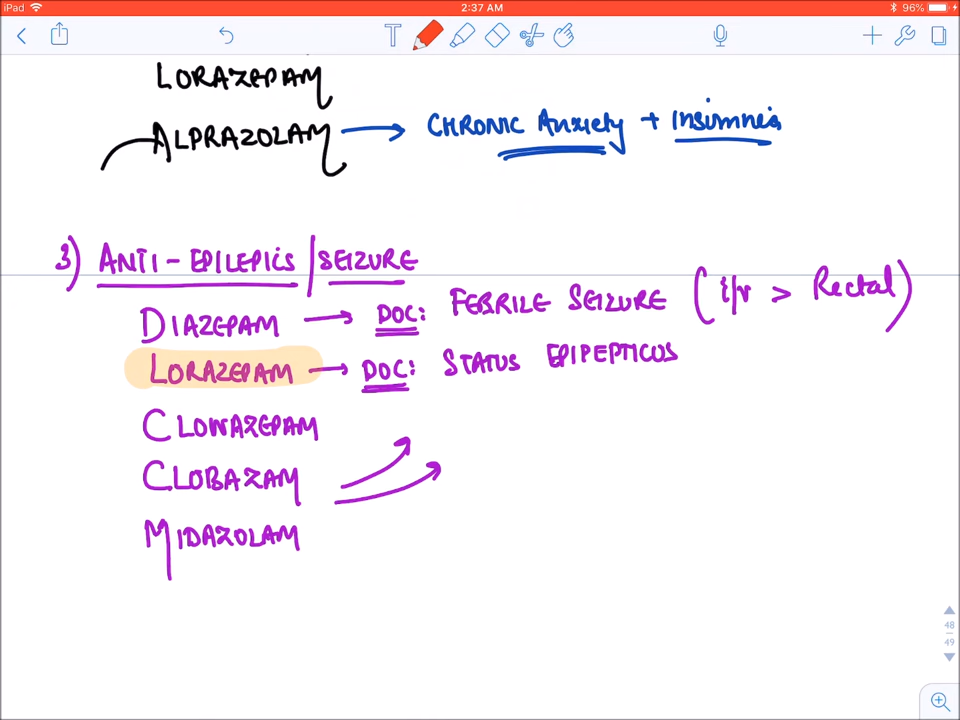 iPad 2:37 AM 96%
T
LORAZEPAM
ALPRAZOLAM → CHRONIC Anxiety + Insomnia
3) ANTI-EPILEPICS / SEIZURE
DIAZEPAM → DOC: FEBRILE SEIZURE (i/v > Rectal)
LORAZEPAM → DOC: STATUS EPIPEPTICUS
CLONAZEPAM
CLOBAZAM
MIDAZOLAM
48
49